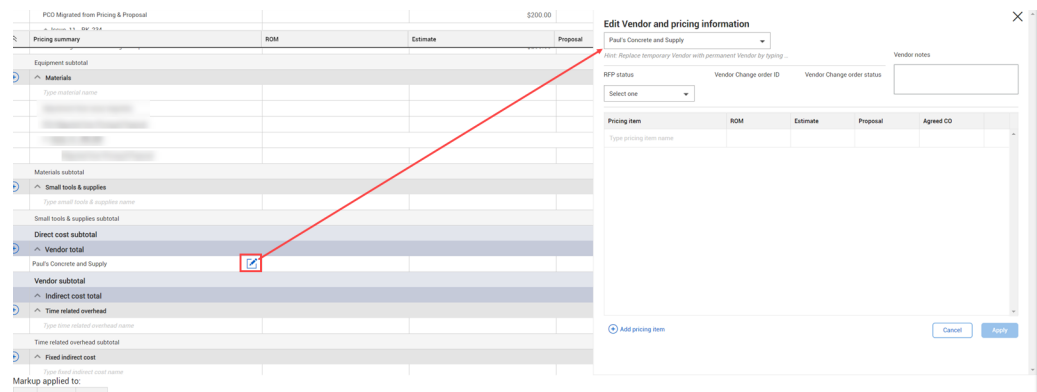 PCO Migrated from Pricing & Proposal $200.00
Pricing summary ROM Estimate Proposal
Equipment subtotal
Materials
Type material name
Materials subtotal
Small tools & supplies
Type small tools & supplies name
Small tools & supplies subtotal
Direct cost subtotal
Vendor total
Paul's Concrete and Supply
Vendor subtotal
Indirect cost total
Time related overhead
Type time related overhead name
Time related overhead subtotal
Fixed indirect cost
Type fixed indirect cost name
Markup applied to:
Edit Vendor and pricing information
Paul's Concrete and Supply
Hint: Replace temporary Vendor with permanent Vendor by typing ..
Vendor notes
RFP status Vendor Change order ID Vendor Change order status
Select one
Pricing item ROM Estimate Proposal Agreed CO
Type pricing item name
Add pricing item
Cancel Apply